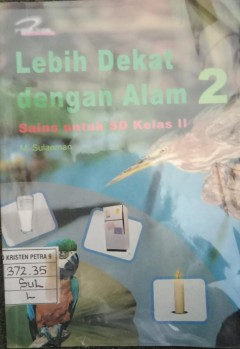 Lebih Dekat
dengan Alam 2
Sains untuk SD Kelas II
M. Sulaeman
KRISTEN PETRA 9
372.35
SUL
L